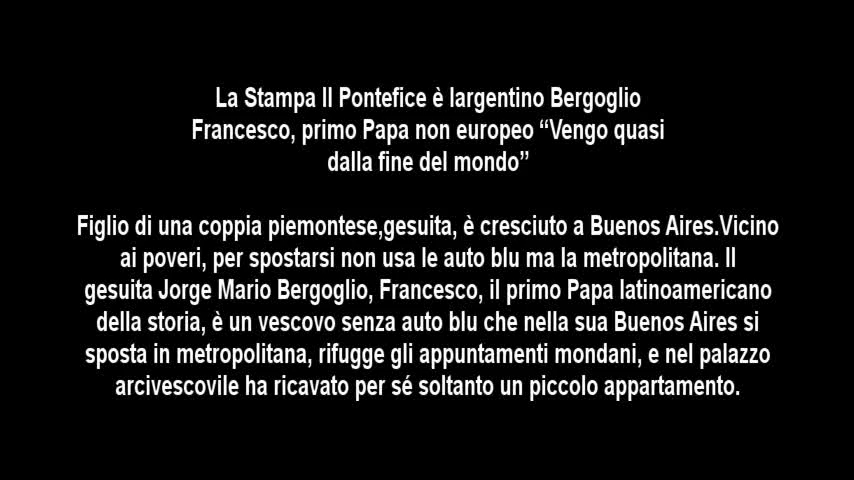 La Stampa Il Pontefice è largentino Bergoglio
Francesco, primo Papa non europeo “Vengo quasi
dalla fine del mondo”
Figlio di una coppia piemontese,gesuita, è cresciuto a Buenos Aires.Vicino
ai poveri, per spostarsi non usa le auto blu ma la metropolitana. Il
gesuita Jorge Mario Bergoglio, Francesco, il primo Papa latinoamericano
della storia, è un vescovo senza auto blu che nella sua Buenos Aires si
sposta in metropolitana, rifugge gli appuntamenti mondani, e nel palazzo
arcivescovile ha ricavato per sé soltanto un piccolo appartamento.